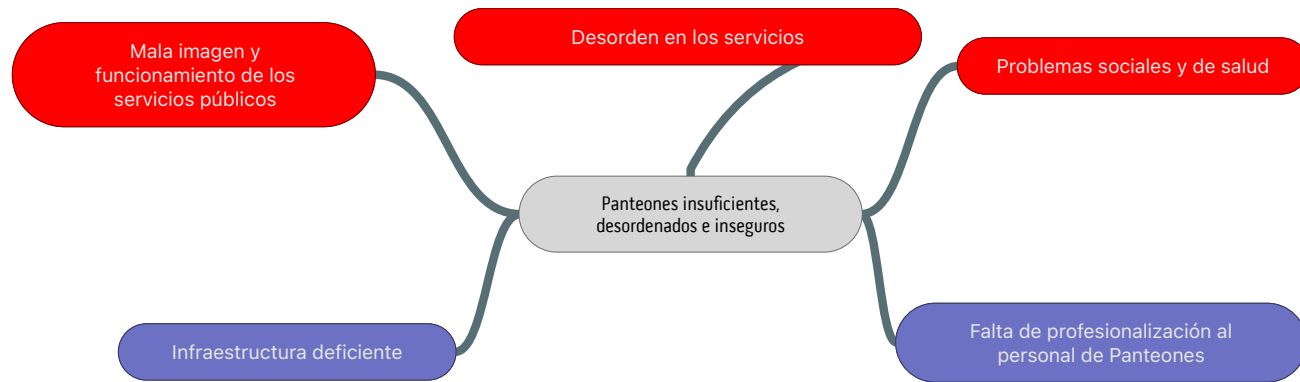 Mala imagen y
funcionamiento de los
servicios públicos
Desorden en los servicios
Problemas sociales y de salud
Panteones insuficientes,
desordenados e inseguros
Infraestructura deficiente
Falta de profesionalización al
personal de Panteones